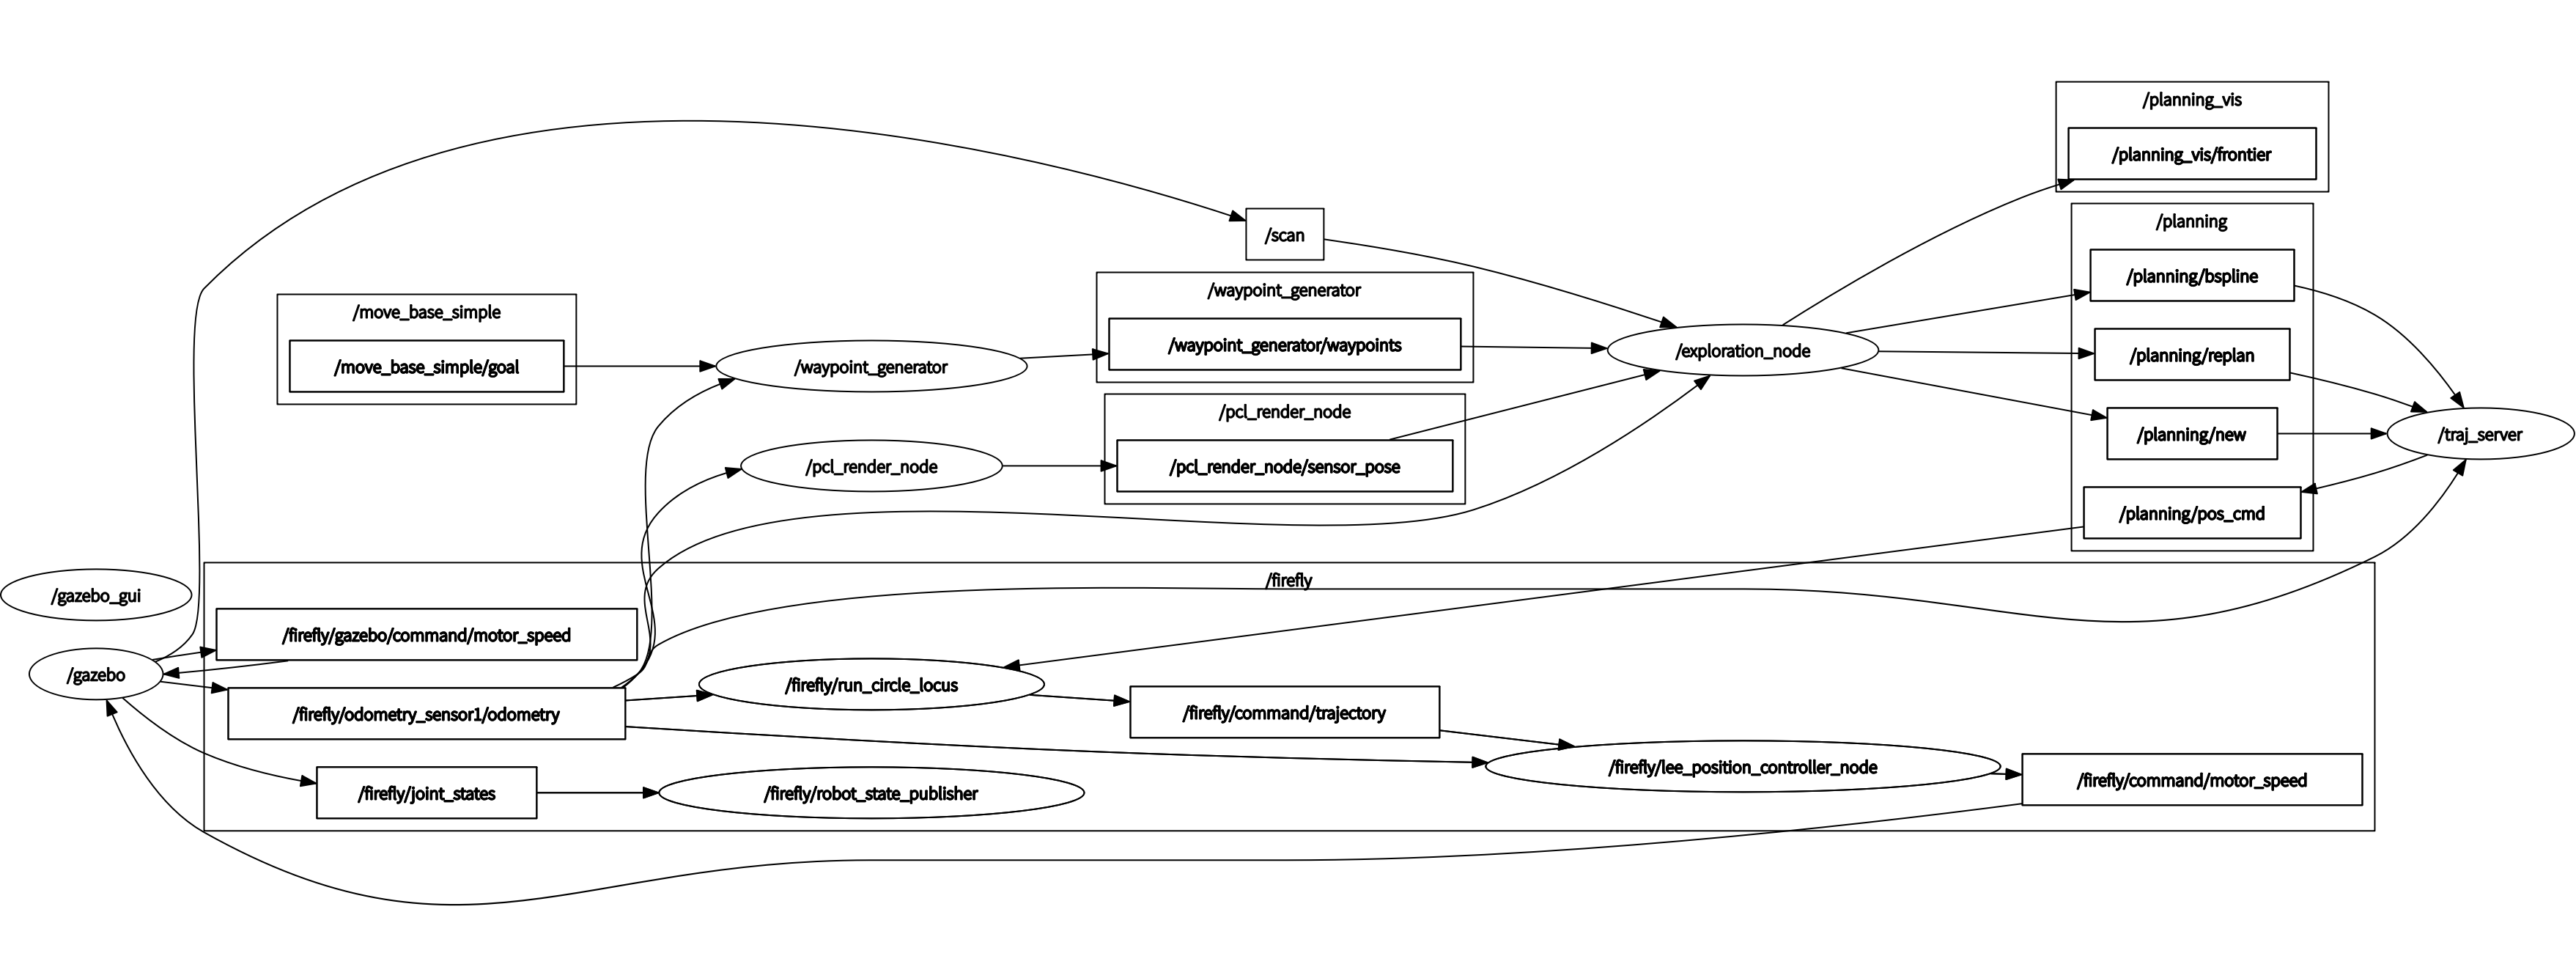 /planning_vis
/planning_vis/frontier
/planning
/scan
/planning/bspline
/waypoint_generator
/move_base_simple
/waypoint_generator/waypoints
/exploration_node
/planning/replan
/move_base_simple/goal
/waypoint_generator
/pcl_render_node
/planning/new
/traj_server
/pcl_render_node
/pcl_render_node/sensor_pose
/planning/pos_cmd
/firefly
/gazebo_gui
/firefly/gazebo/command/motor_speed
/gazebo
/firefly/run_circle_locus
/firefly/odometry_sensor1/odometry
/firefly/command/trajectory
/firefly/lee_position_controller_node
/firefly/command/motor_speed
/firefly/joint_states
/firefly/robot_state_publisher